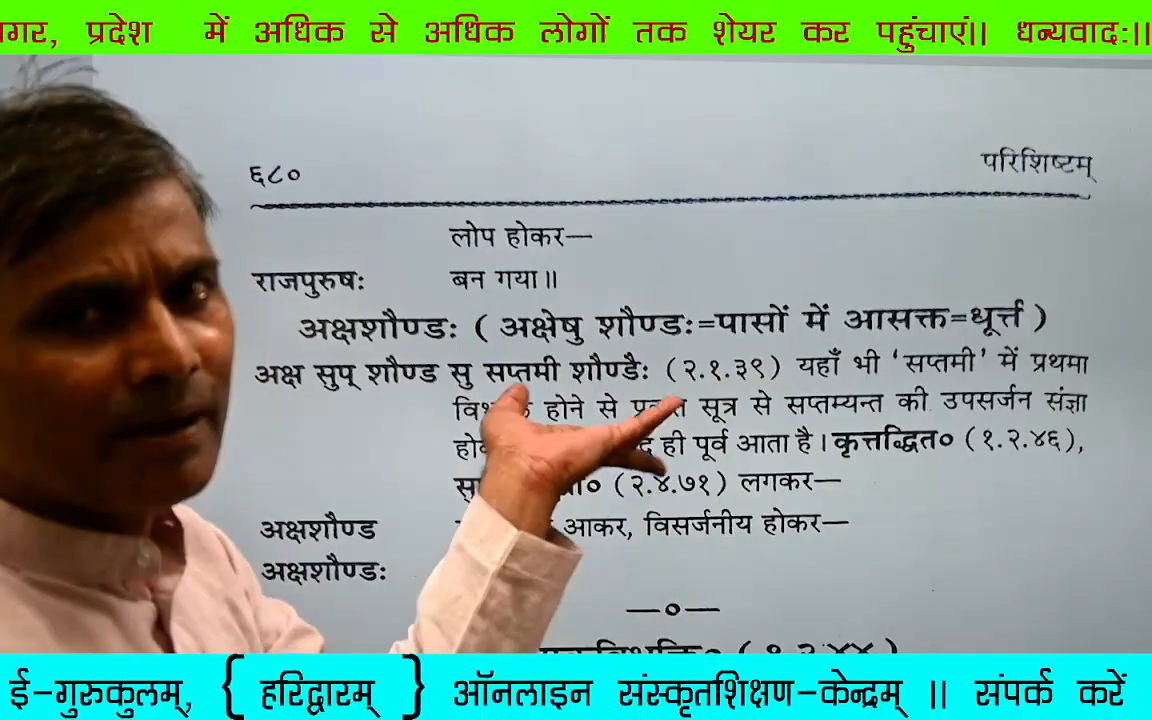 नगर, प्रदेश में अधिक से अधिक लोगों तक शेयर कर पहुंचाएं।। धन्यवादः।।
६८० परिशिष्टम्
लोप होकर—
राजपुरुषः बन गया॥
अक्षशौण्डः ( अक्षेषु शौण्डः=पासों में आसक्त=धूर्त्त )
अक्ष सुप् शौण्ड सु सप्तमी शौण्डैः (२.१.३९) यहाँ भी 'सप्तमी' में प्रथमा
होने से सूत्र से सप्तम्यन्त की उपसर्जन संज्ञा
ही पूर्व आता है। कृत्तद्धित० (१.२.४६),
(२.४.७१) लगकर—
अक्षशौण्ड आकर, विसर्जनीय होकर—
अक्षशौण्डः
—०—
ई-गुरुकुलम्, { हरिद्वारम् } ऑनलाइन संस्कृतशिक्षण-केन्द्रम् ॥ संपर्क करें